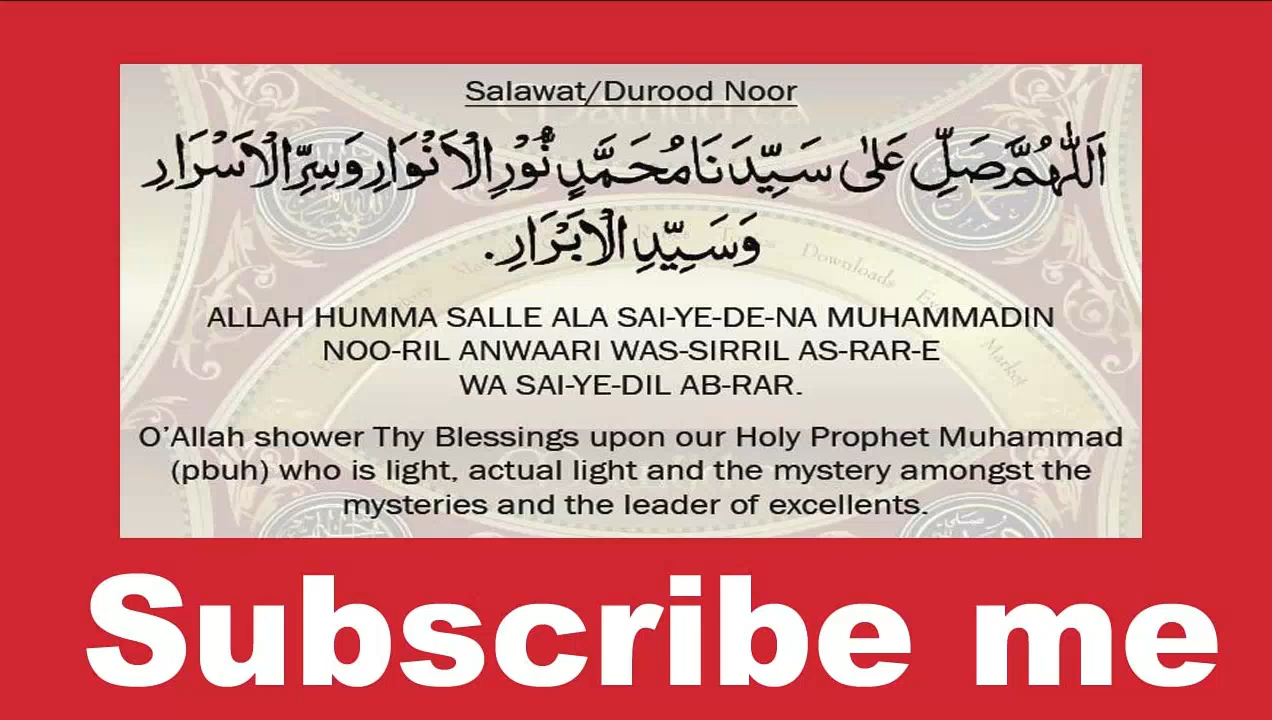 Salawat/Durood Noor
اَللّٰهُمَّ صَلِّ عَلىٰ سَيِّدَنَا مُحَمَّدٍ نُّوْرِ الْاَنْوَارِ وَسِرِّ الْاَسْرَارِ
وَسَيِّدِ الْاَبَرَارِ.
ALLAH HUMMA SALLE ALA SAI-YE-DE-NA MUHAMMADIN
NOO-RIL ANWAARI WAS-SIRRIL AS-RAR-E
WA SAI-YE-DIL AB-RAR.
O’Allah shower Thy Blessings upon our Holy Prophet Muhammad
(pbuh) who is light, actual light and the mystery amongst the
mysteries and the leader of excellents.
Downloads
Market
Subscribe me